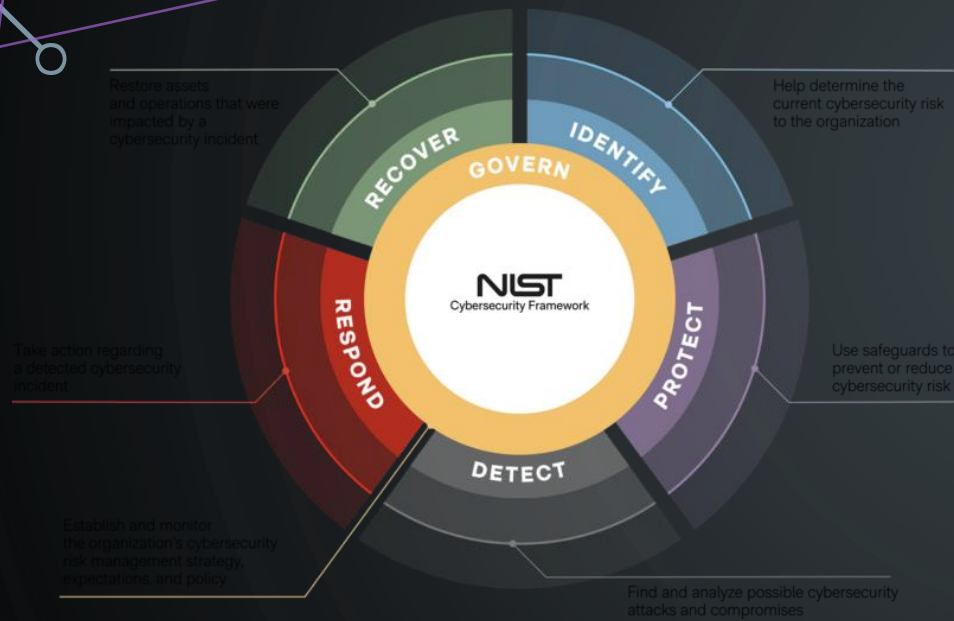 Restore assets
and operations that were
impacted by a
cybersecurity incident
Help determine the
current cybersecurity risk
to the organization
RECOVER
GOVERN
IDENTIFY
NIST
Cybersecurity Framework
RESPOND
PROTECT
DETECT
Take action regarding
a detected cybersecurity
incident
Use safeguards to
prevent or reduce
cybersecurity risk
Establish and monitor
the organization's cybersecurity
risk management strategy,
expectations, and policy
Find and analyze possible cybersecurity
attacks and compromises